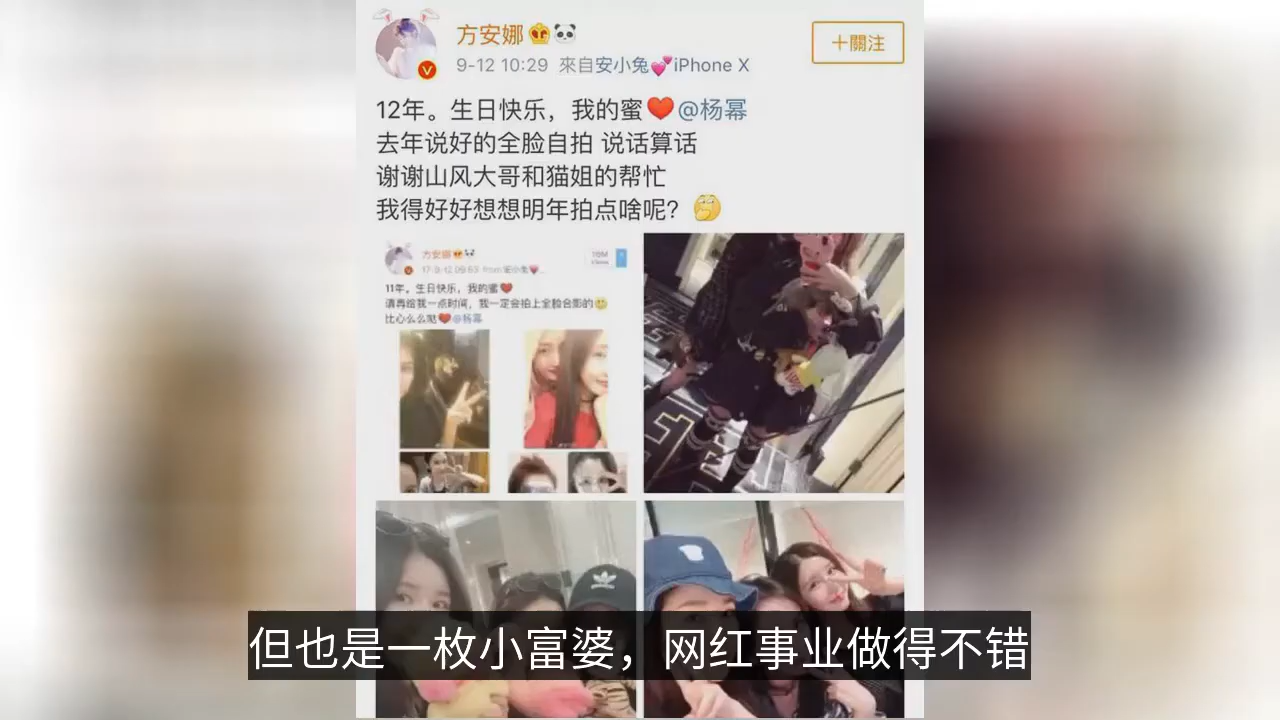 方安娜
9-12 10:29 來自安小兔💕iPhone X
＋關注
12年。生日快乐，我的蜜❤@杨幂
去年说好的全脸自拍 说话算话
谢谢山风大哥和猫姐的帮忙
我得好好想想明年拍点啥呢？🤔
方安娜
11年。生日快乐，我的蜜❤
请再给我一点时间，我一定会拍上全脸合影的
比心么么哒❤@杨幂
但也是一枚小富婆，网红事业做得不错